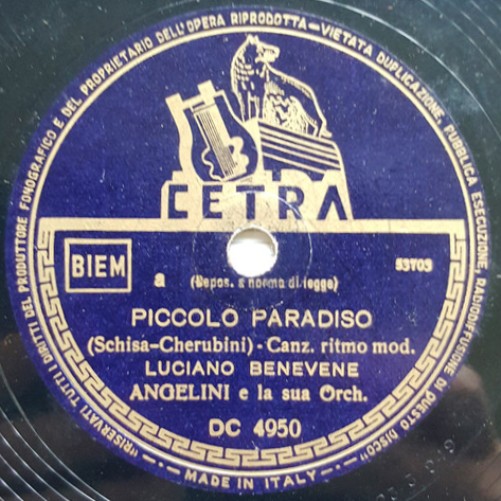 "RISERVATI TUTTI I DIRITTI DEL PRODUTTORE FONOGRAFICO E DEL PROPRIETARIO DELL'OPERA RIPRODOTTA—VIETATA DUPLICAZIONE, PUBBLICA ESECUZIONE, RADIODIFFUSIONE DI QUESTO DISCO"
CETRA
BIEM
a (Depos. a norma di legge) 53703
PICCOLO PARADISO
(Schisa-Cherubini) - Canz. ritmo mod.
LUCIANO BENEVENE
ANGELINI e la sua Orch.
DC 4950
MADE IN ITALY